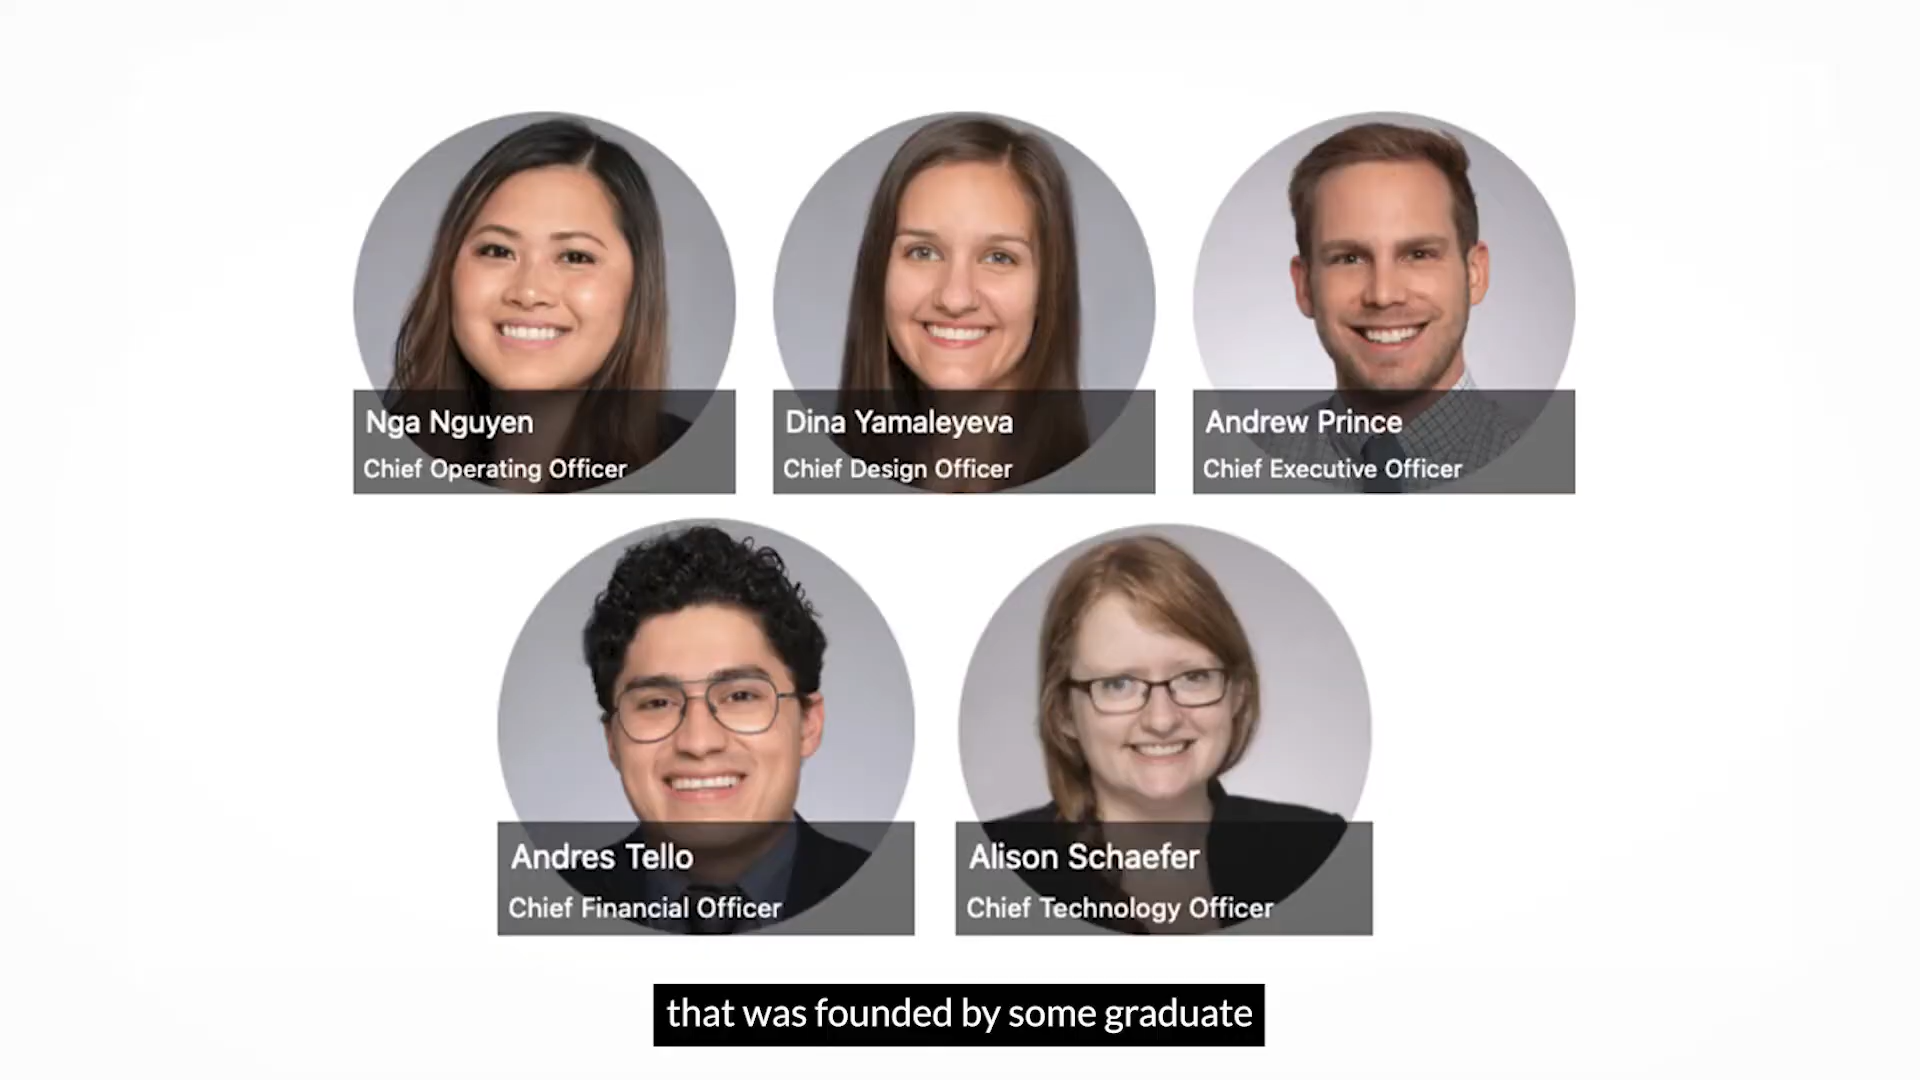 Nga Nguyen
Chief Operating Officer
Dina Yamaleyeva
Chief Design Officer
Andrew Prince
Chief Executive Officer
Andres Tello
Chief Financial Officer
Alison Schaefer
Chief Technology Officer
that was founded by some graduate